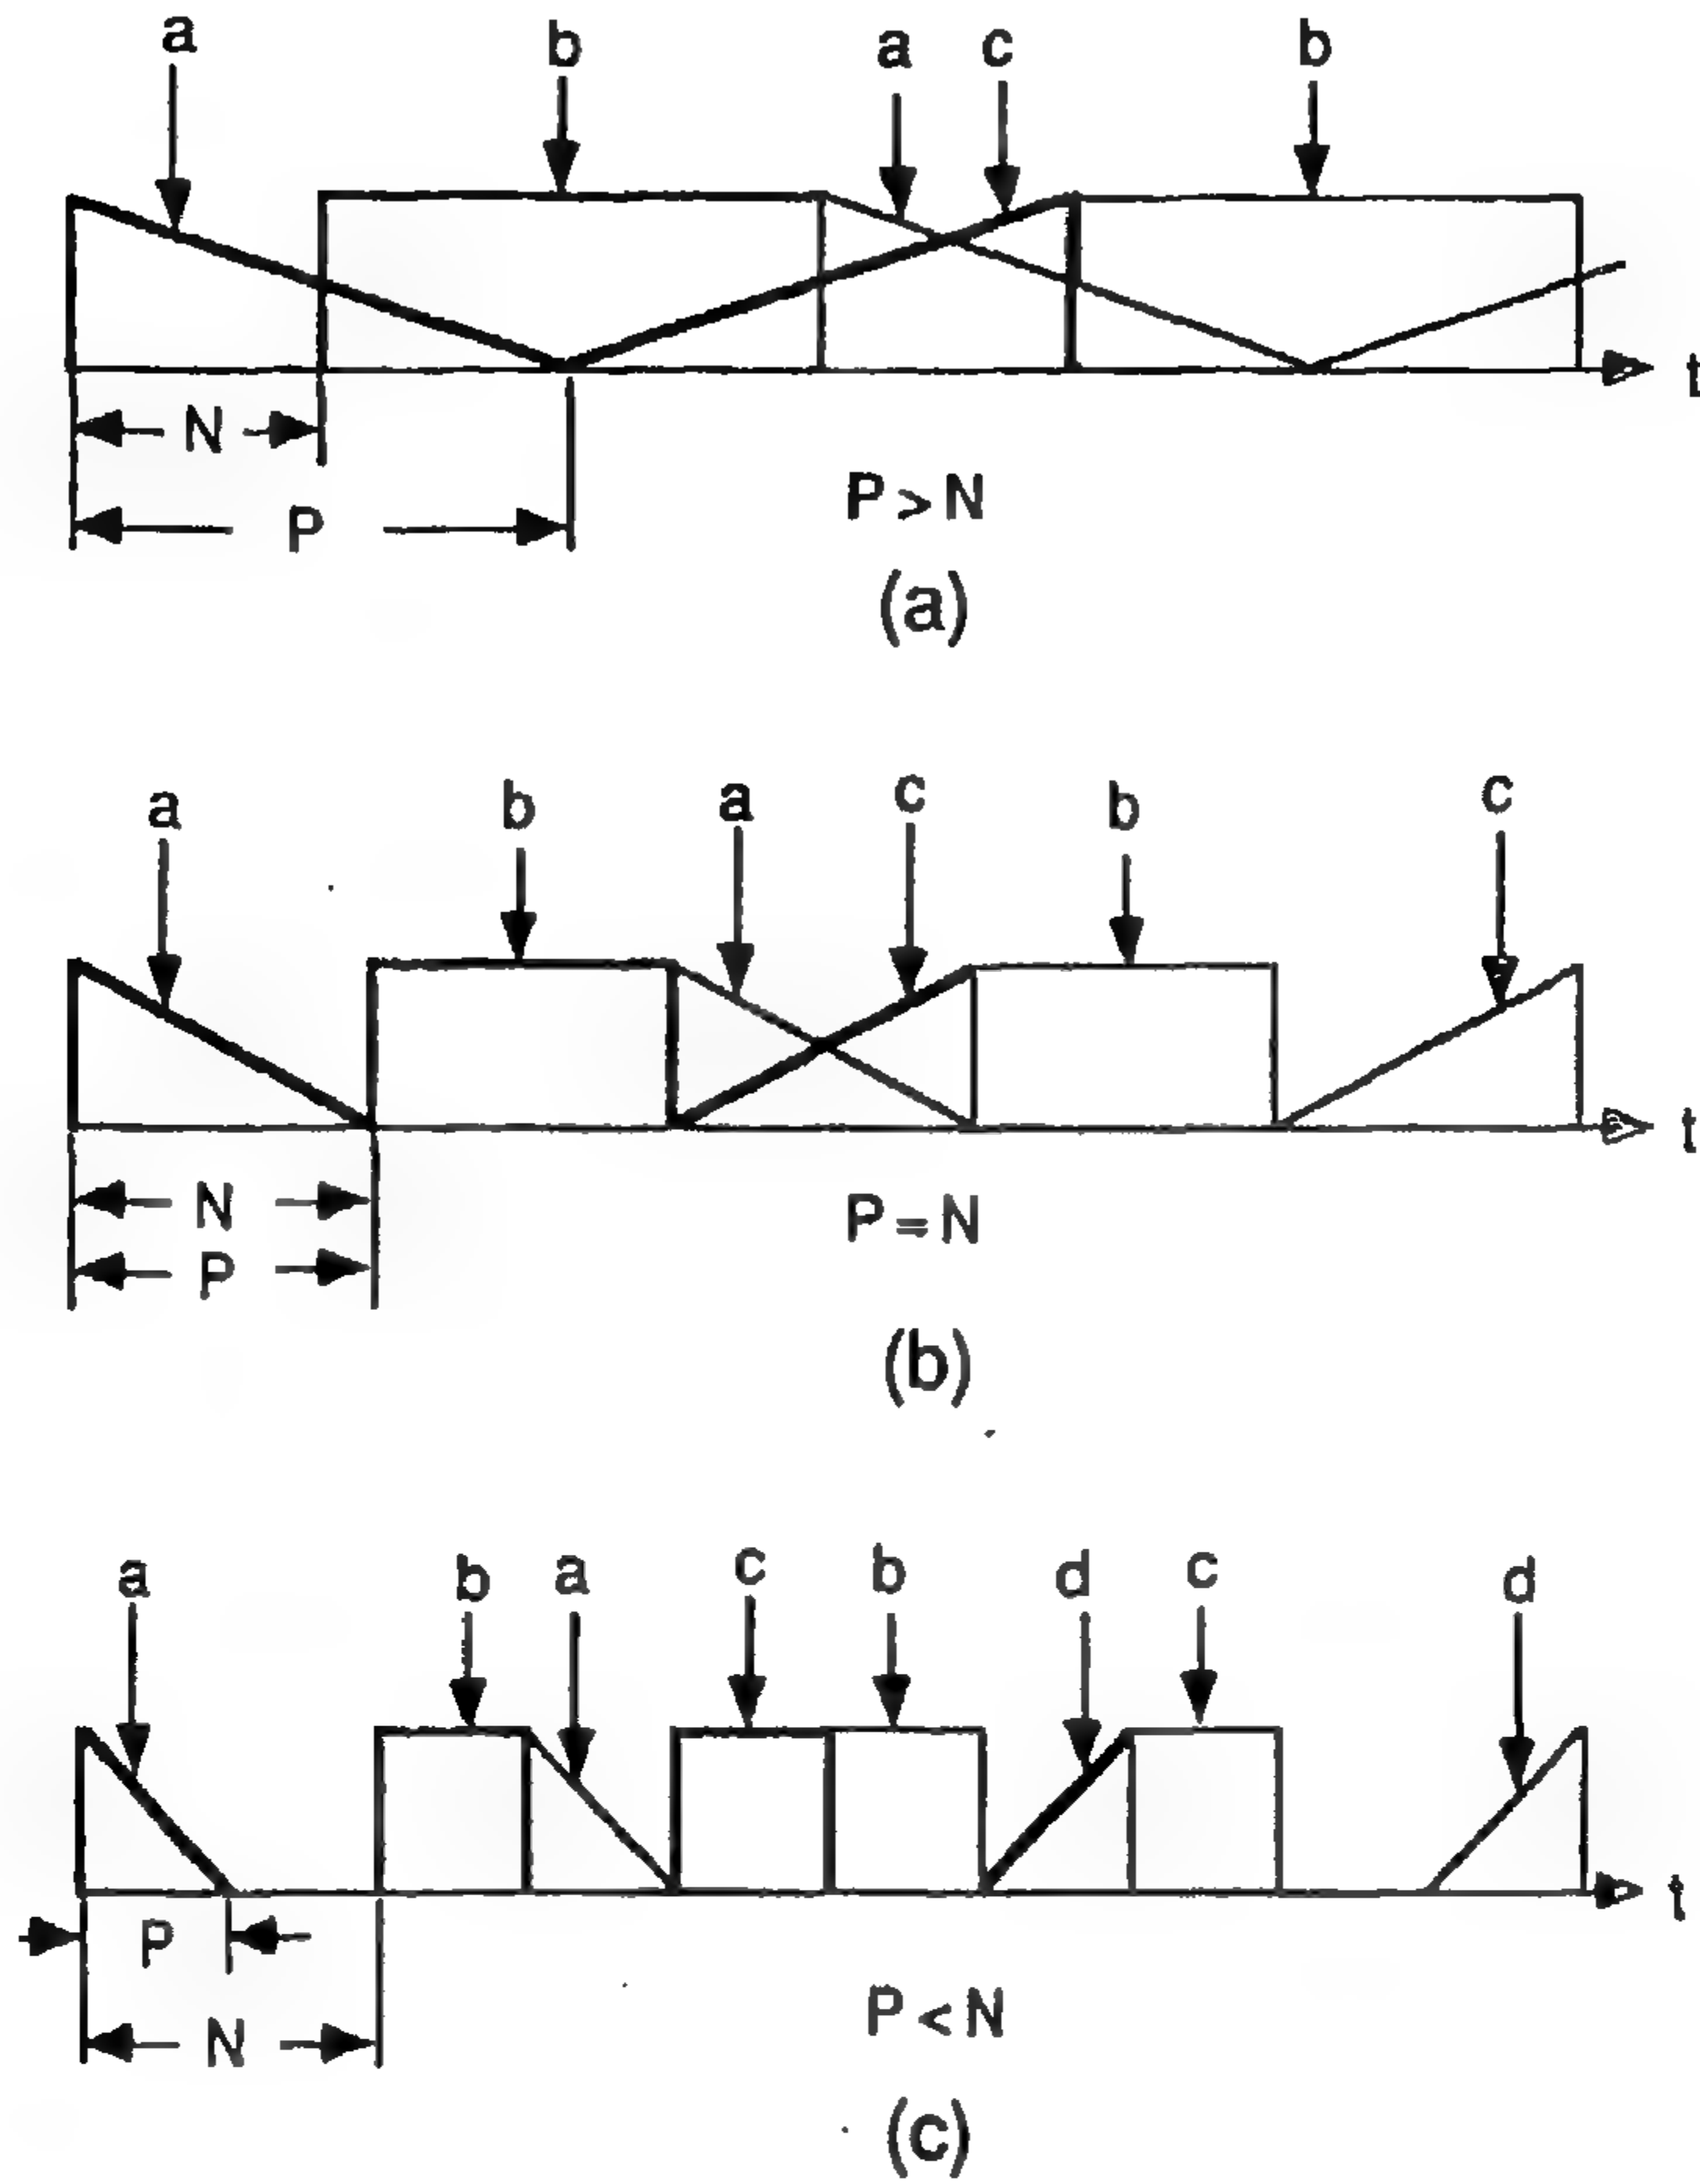 a b a c b
t
N
P
P > N
(a)
a b a c b c
t
N
P
P = N
(b)
a b a c b d c d
t
P
N
P < N
(c)